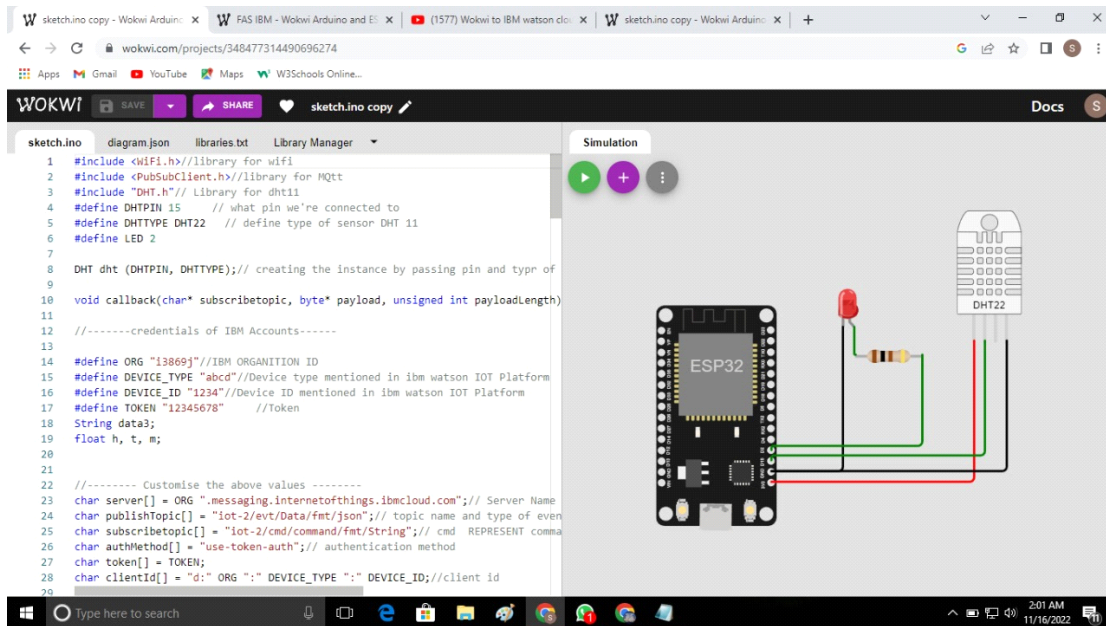 sketch.ino copy - Wokwi Arduino
FAS IBM - Wokwi Arduino and ES
(1577) Wokwi to IBM watson clou
sketch.ino copy - Wokwi Arduino
wokwi.com/projects/348477314490696274
G
S
Apps
Gmail
YouTube
Maps
W3Schools Online...
WOKWI
SAVE
SHARE
sketch.ino copy
Docs
S
sketch.ino
diagram.json
libraries.txt
Library Manager
Simulation
1 #include <WiFi.h>//library for wifi
2 #include <PubSubClient.h>//library for MQtt
3 #include "DHT.h"// Library for dht11
4 #define DHTPIN 15 // what pin we're connected to
5 #define DHTTYPE DHT22 // define type of sensor DHT 11
6 #define LED 2
7
8 DHT dht (DHTPIN, DHTTYPE);// creating the instance by passing pin and typr of
9
10 void callback(char* subscribetopic, byte* payload, unsigned int payloadLength)
11
12 //-------credentials of IBM Accounts------
13
14 #define ORG "i3869j"//IBM ORGANITION ID
15 #define DEVICE_TYPE "abcd"//Device type mentioned in ibm watson IOT Platform
16 #define DEVICE_ID "1234"//Device ID mentioned in ibm watson IOT Platform
17 #define TOKEN "12345678" //Token
18 String data3;
19 float h, t, m;
20
21
22 //-------- Customise the above values --------
23 char server[] = ORG ".messaging.internetofthings.ibmcloud.com";// Server Name
24 char publishTopic[] = "iot-2/evt/Data/fmt/json";// topic name and type of even
25 char subscribetopic[] = "iot-2/cmd/command/fmt/String";// cmd REPRESENT comma
26 char authMethod[] = "use-token-auth";// authentication method
27 char token[] = TOKEN;
28 char clientId[] = "d:" ORG ":" DEVICE_TYPE ":" DEVICE_ID;//client id
29
ESP32
DHT22
Type here to search
2:01 AM
11/16/2022